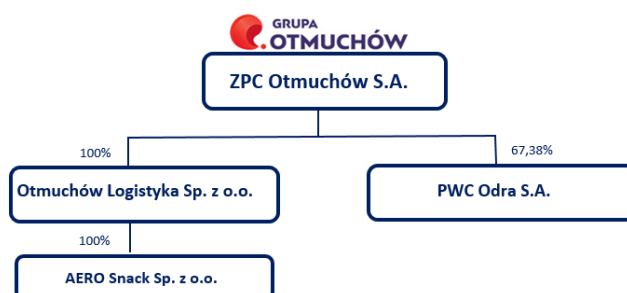 GRUPA
OTMUCHÓW
ZPC Otmuchów S.A.
100%
67,38%
Otmuchów Logistyka Sp. z o.o.
PWC Odra S.A.
100%
AERO Snack Sp. z o.o.